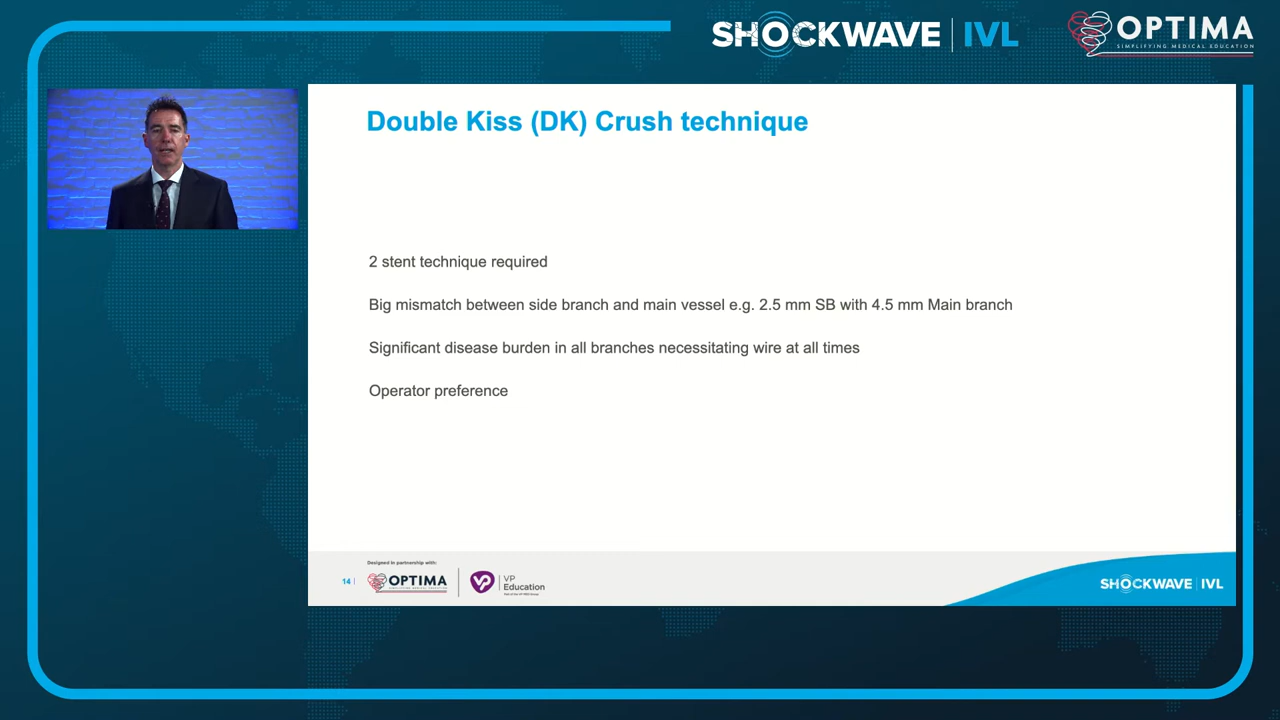 SHOCKWAVE | IVL
OPTIMA
SIMPLIFYING MEDICAL EDUCATION
Double Kiss (DK) Crush technique
2 stent technique required
Big mismatch between side branch and main vessel e.g. 2.5 mm SB with 4.5 mm Main branch
Significant disease burden in all branches necessitating wire at all times
Operator preference
Designed in partnership with:
14 |
OPTIMA
VP
VP
Education
SHOCKWAVE | IVL